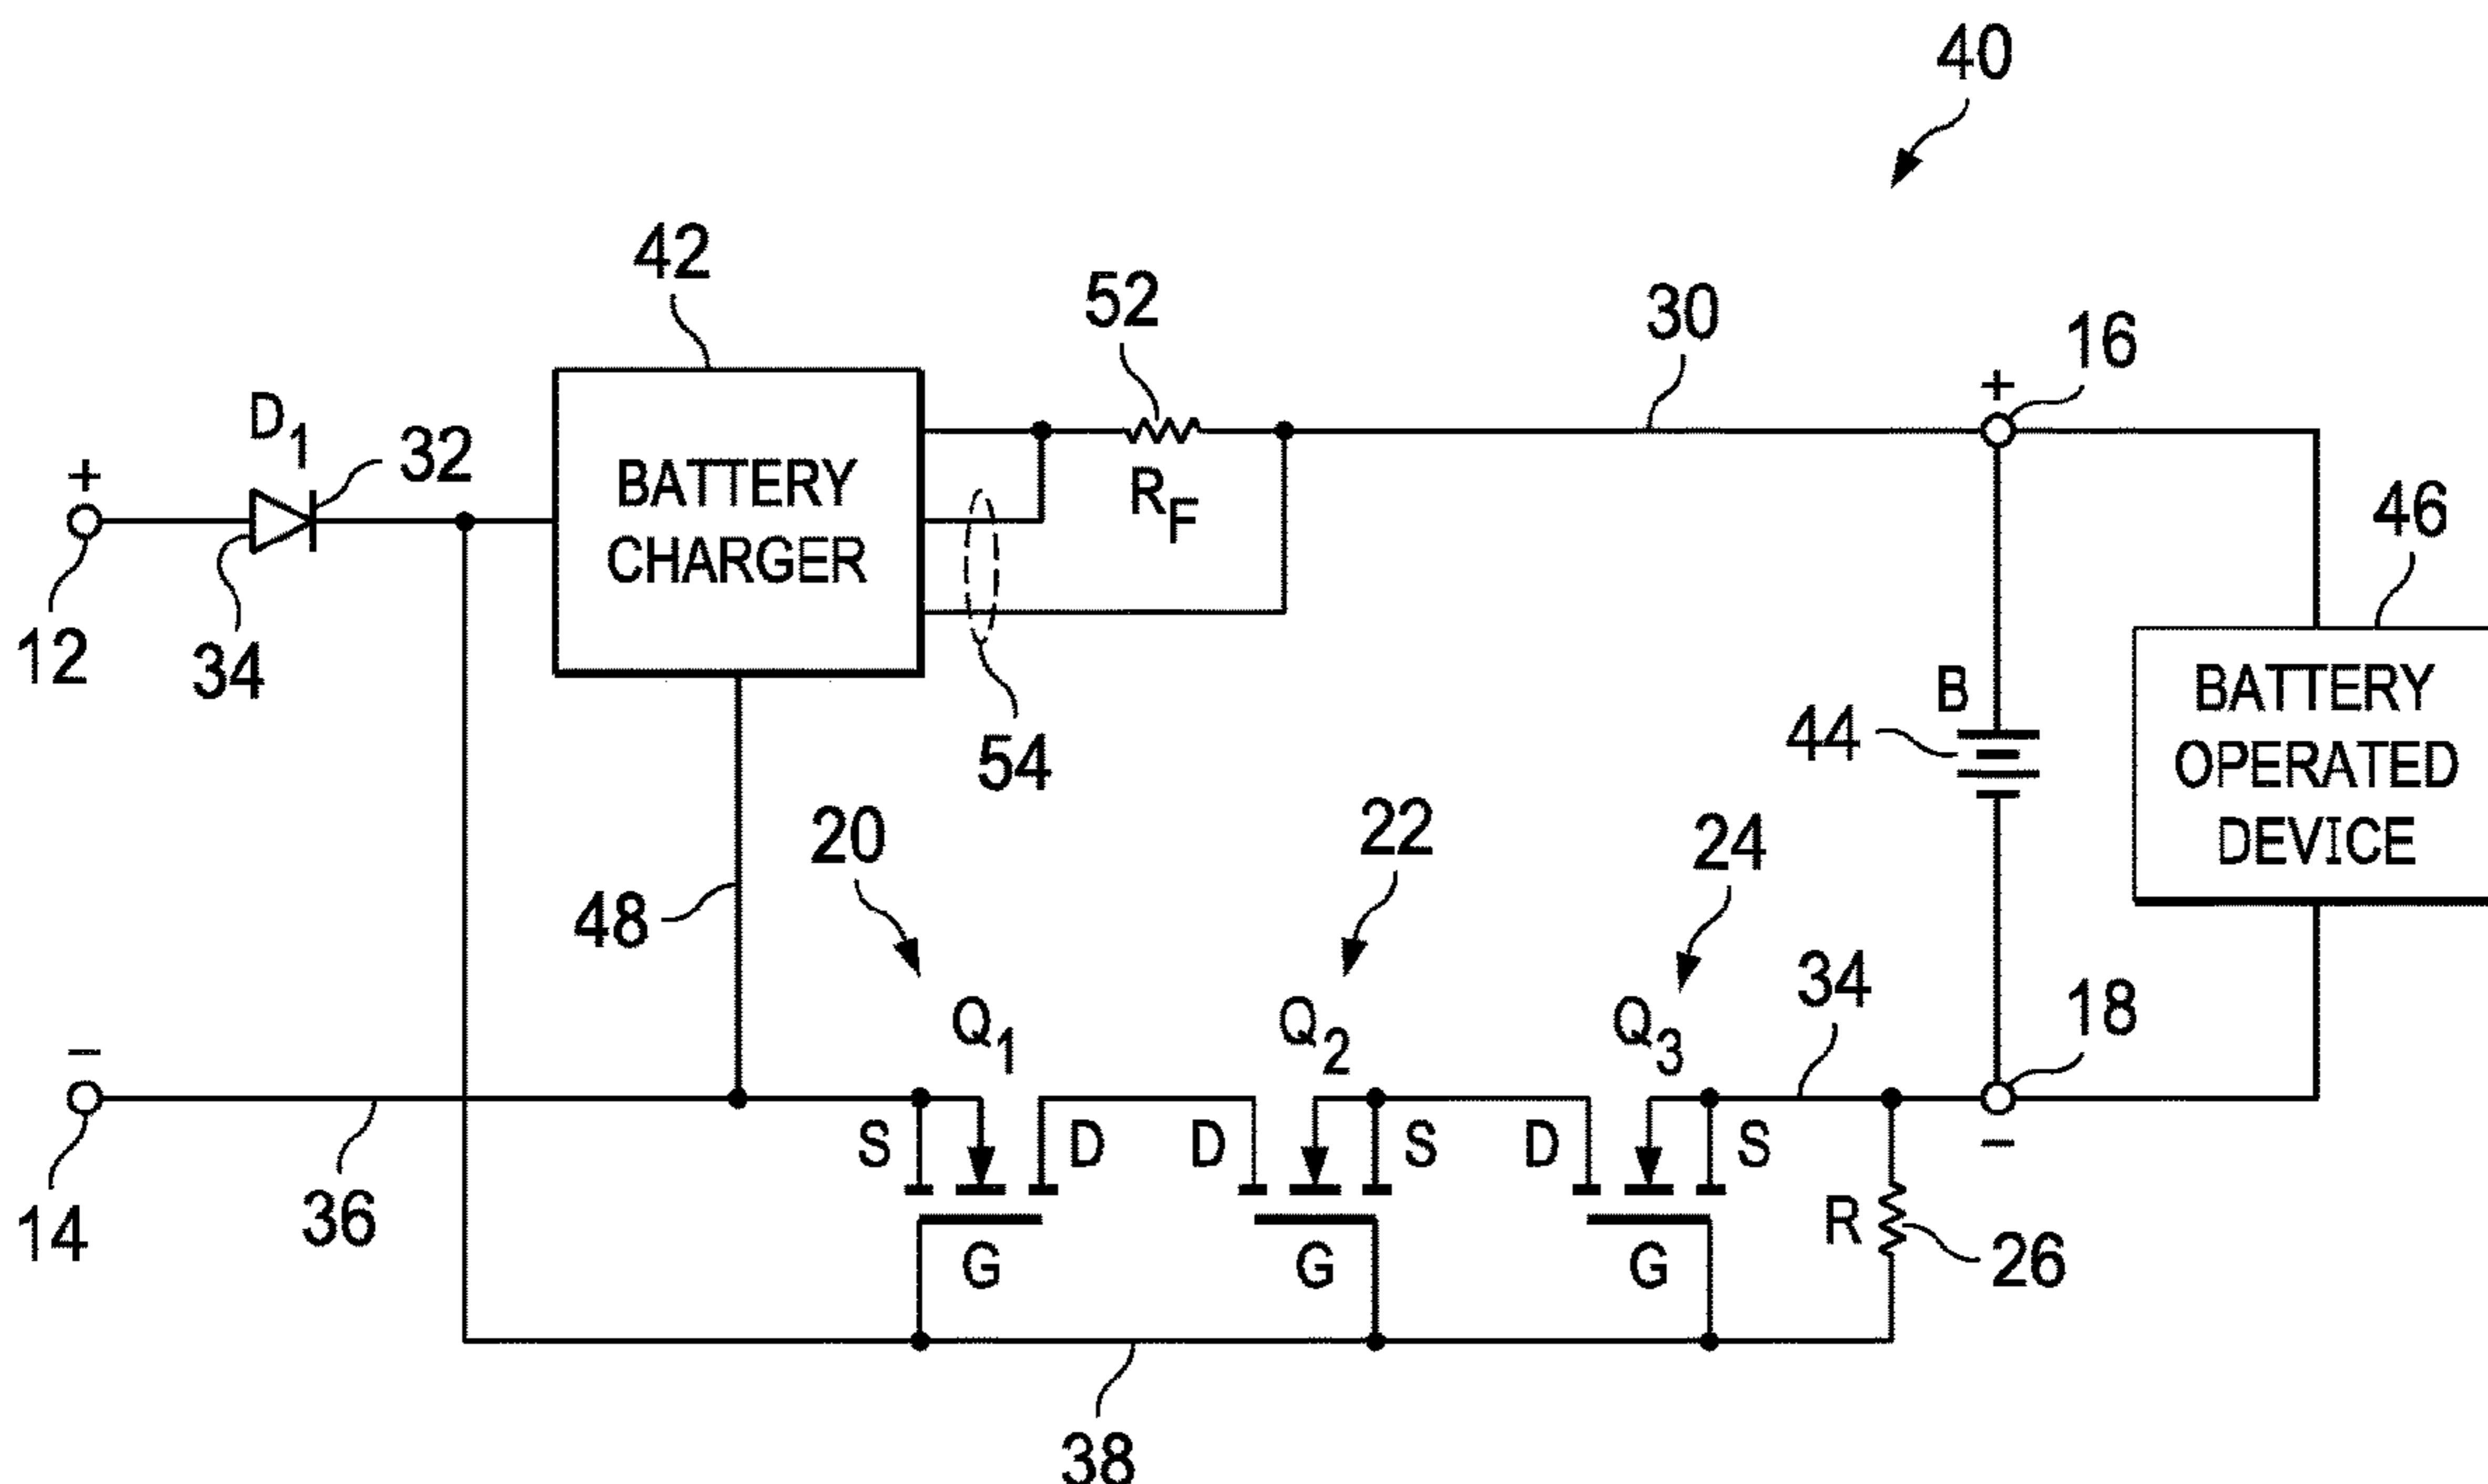 40
42
52
30
16
+
D1
32
+
BATTERY
CHARGER
RF
46
12
34
54
B
44
BATTERY
OPERATED
DEVICE
20
22
24
48
34
18
Q1
Q2
Q3
−
−
S
D
D
S
D
S
14
36
G
G
G
R
26
38